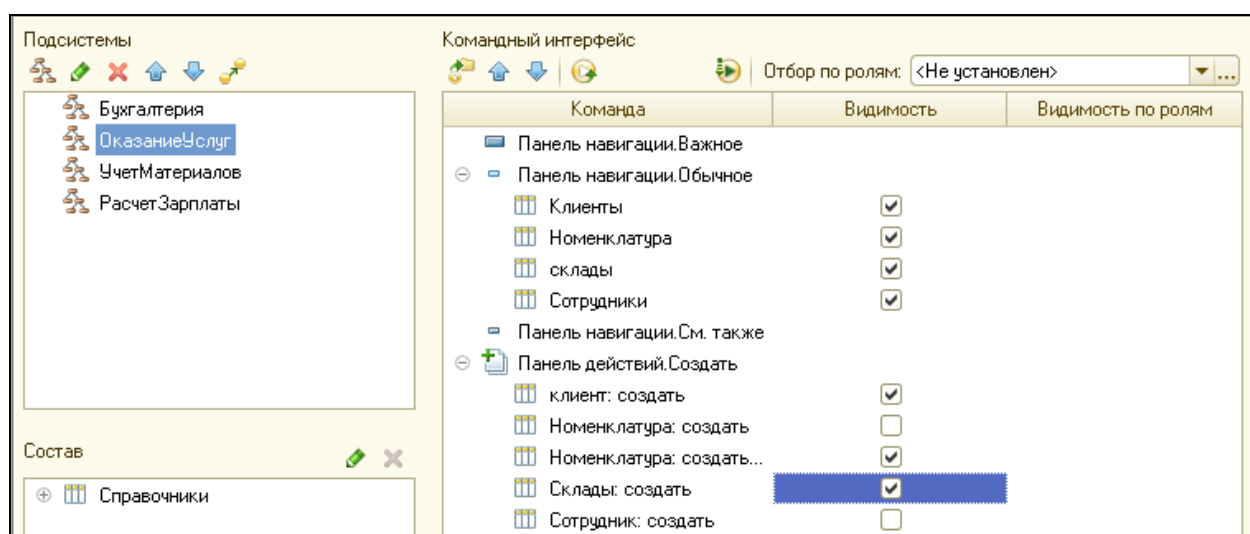 Подсистемы
Бухгалтерия
ОказаниеУслуг
УчетМатериалов
РасчетЗарплаты
Состав
Справочники
Командный интерфейс
Отбор по ролям: <Не установлен>
Команда Видимость Видимость по ролям
Панель навигации.Важное
Панель навигации.Обычное
Клиенты
Номенклатура
склады
Сотрудники
Панель навигации.См. также
Панель действий.Создать
клиент: создать
Номенклатура: создать
Номенклатура: создать...
Склады: создать
Сотрудник: создать